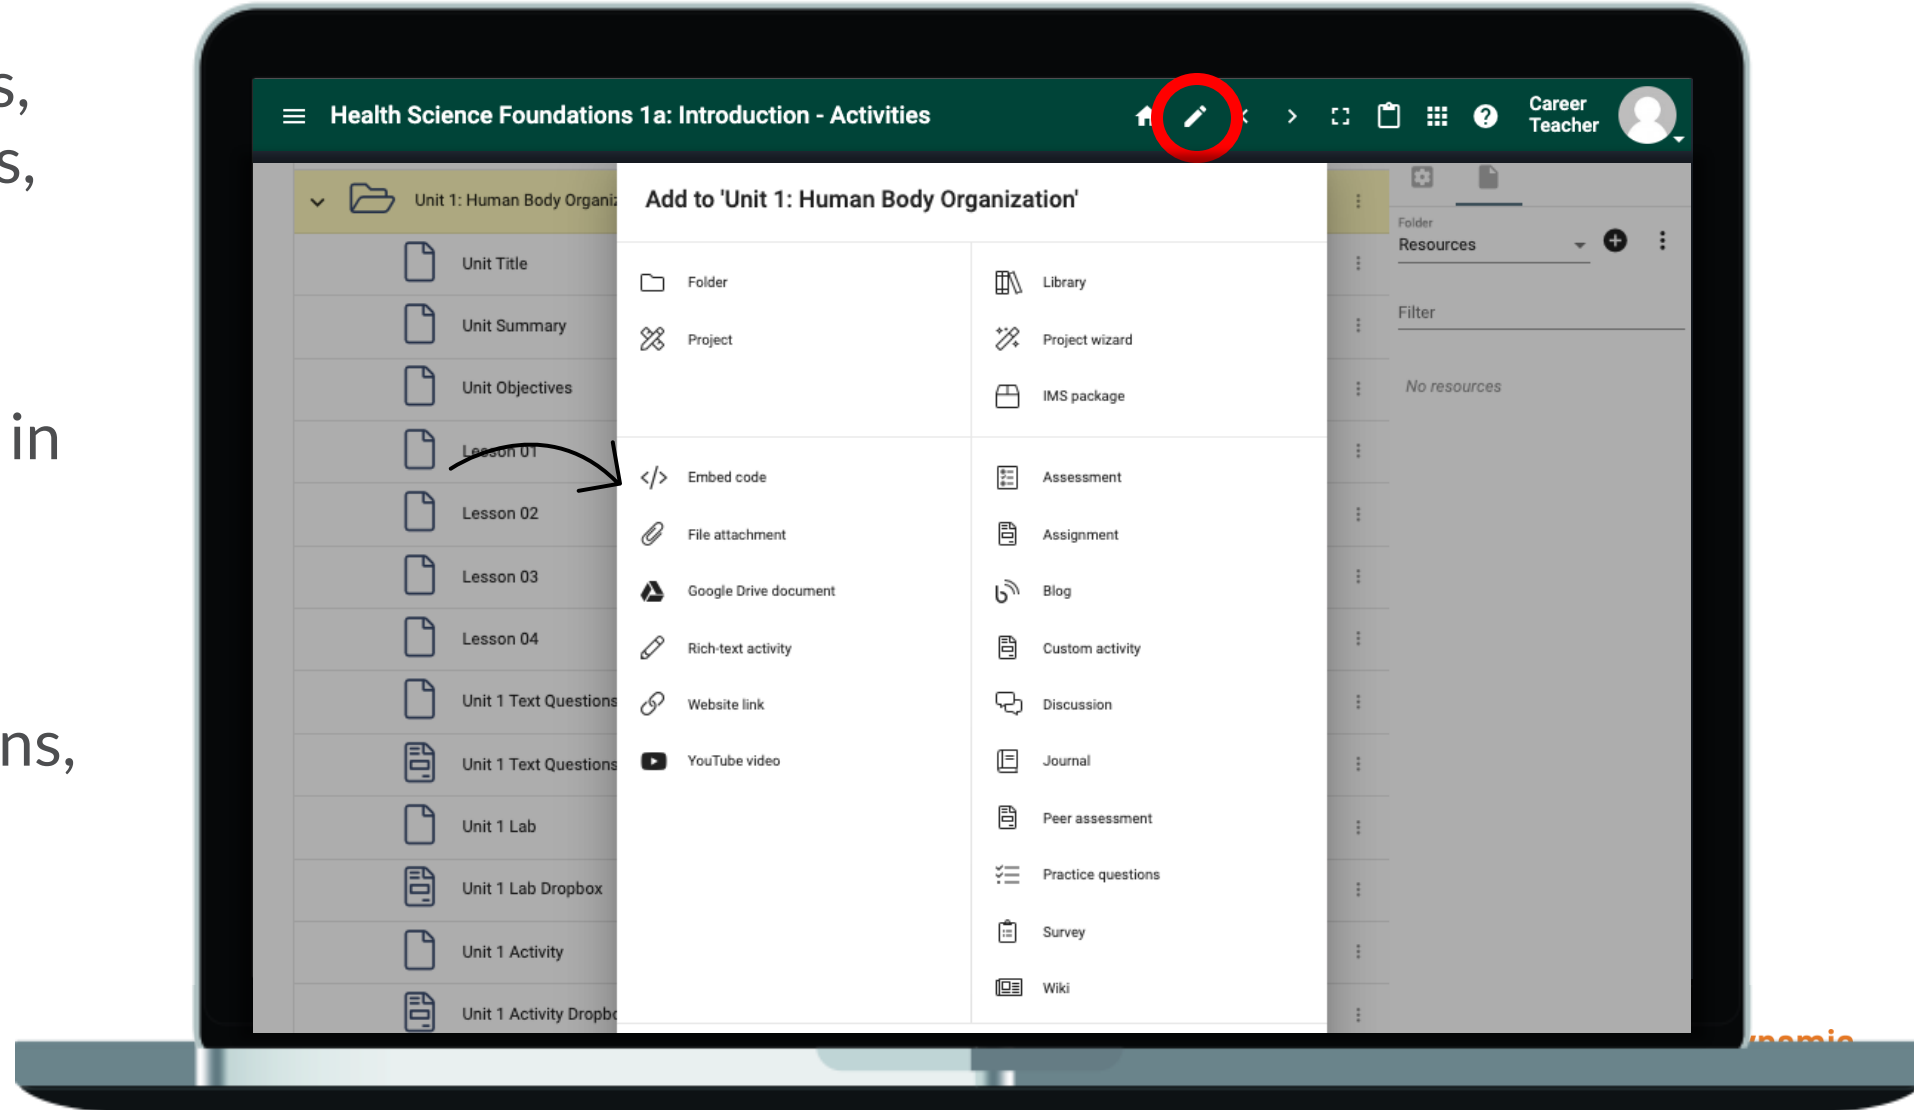 s,
s,
in
ns,
Health Science Foundations 1a: Introduction - Activities
Career
Teacher
Unit 1: Human Body Organiz
Unit Title
Unit Summary
Unit Objectives
Lesson 01
Lesson 02
Lesson 03
Lesson 04
Unit 1 Text Questions
Unit 1 Text Questions
Unit 1 Lab
Unit 1 Lab Dropbox
Unit 1 Activity
Unit 1 Activity Dropbo
Add to 'Unit 1: Human Body Organization'
Folder
Project
Library
Project wizard
IMS package
Embed code
File attachment
Google Drive document
Rich-text activity
Website link
YouTube video
Assessment
Assignment
Blog
Custom activity
Discussion
Journal
Peer assessment
Practice questions
Survey
Wiki
Folder
Resources
Filter
No resources